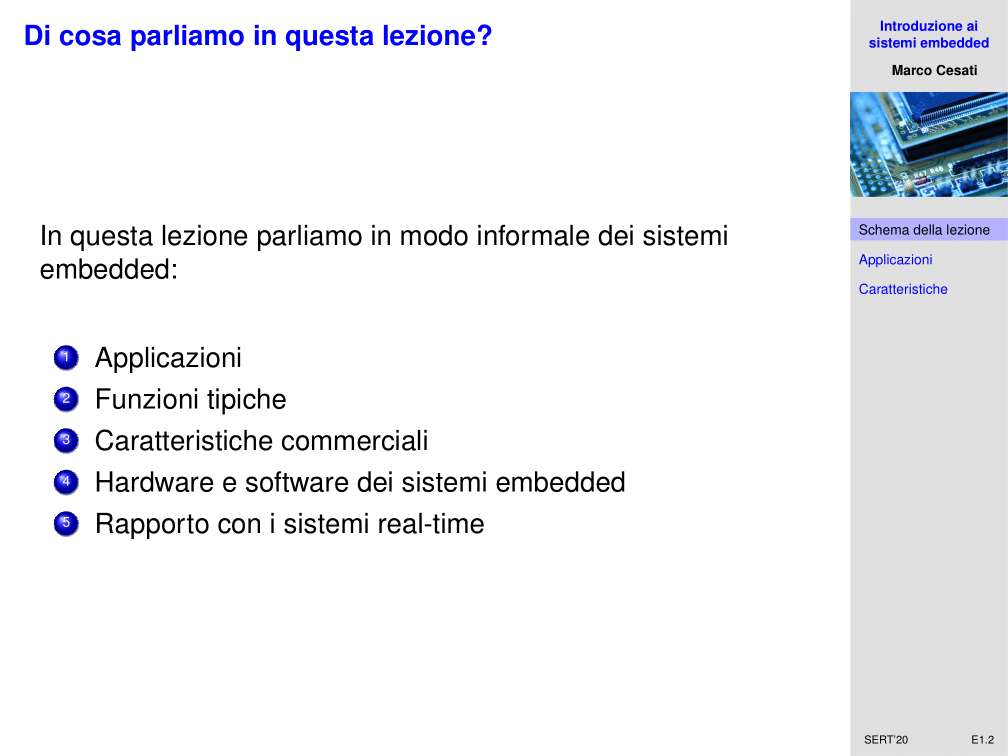 Di cosa parliamo in questa lezione?
In questa lezione parliamo in modo informale dei sistemi
embedded:
1 Applicazioni
2 Funzioni tipiche
3 Caratteristiche commerciali
4 Hardware e software dei sistemi embedded
5 Rapporto con i sistemi real-time
Introduzione ai
sistemi embedded
Marco Cesati
R47 R48
Schema della lezione
Applicazioni
Caratteristiche
SERT'20 E1.2